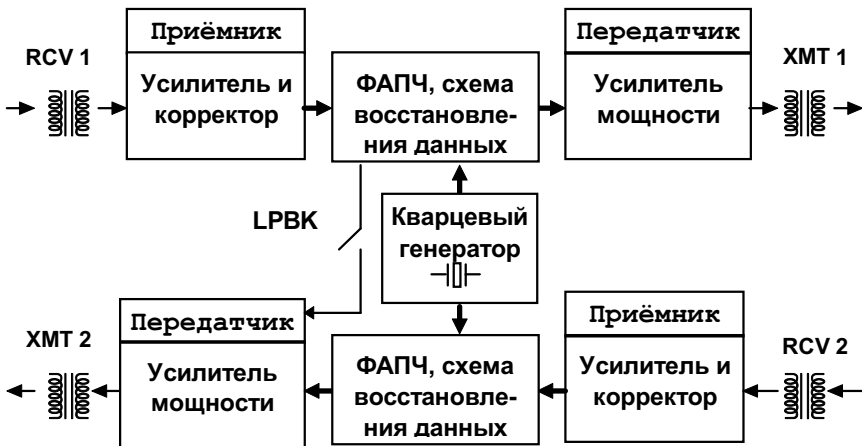 Приёмник
Передатчик
RCV 1
XMT 1
Усилитель и
корректор
ФАПЧ, схема
восстановле-
ния данных
Усилитель
мощности
LPBK
Кварцевый
генератор
Передатчик
Приёмник
XMT 2
RCV 2
Усилитель
мощности
ФАПЧ, схема
восстановле-
ния данных
Усилитель и
корректор